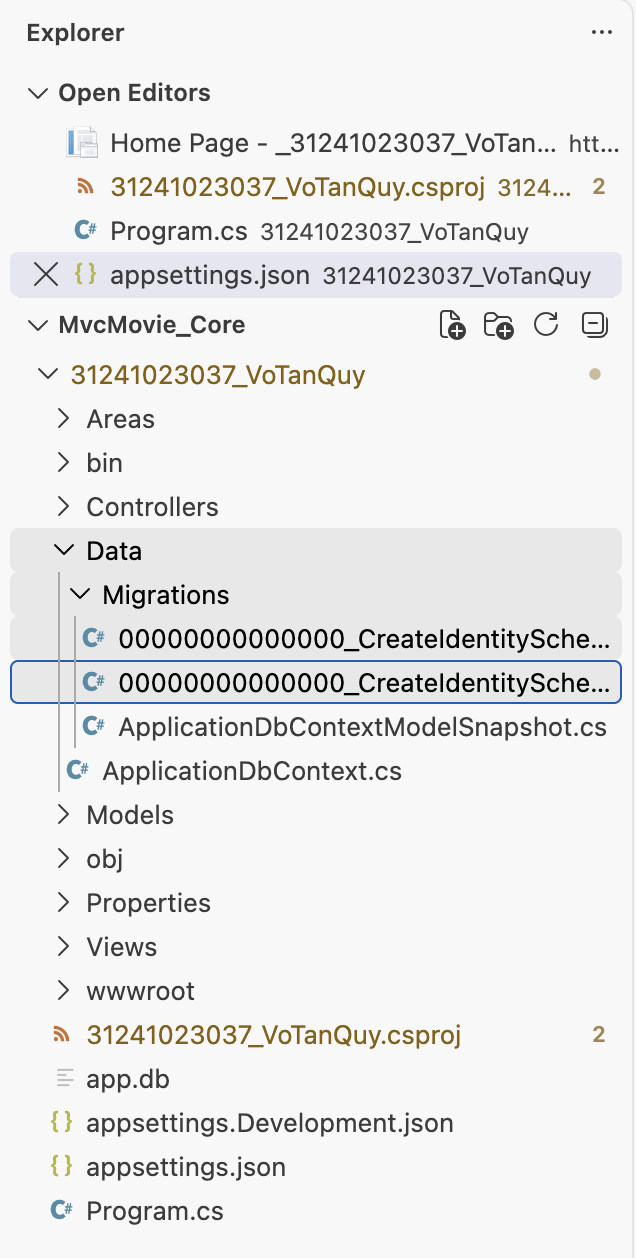 Explorer
Open Editors
Home Page - _31241023037_VoTan... htt...
31241023037_VoTanQuy.csproj 3124... 2
C# Program.cs 31241023037_VoTanQuy
{} appsettings.json 31241023037_VoTanQuy
MvcMovie_Core
31241023037_VoTanQuy
Areas
bin
Controllers
Data
Migrations
C# 00000000000000_CreateIdentitySche...
C# 00000000000000_CreateIdentitySche...
C# ApplicationDbContextModelSnapshot.cs
C# ApplicationDbContext.cs
Models
obj
Properties
Views
wwwroot
31241023037_VoTanQuy.csproj 2
app.db
{} appsettings.Development.json
{} appsettings.json
C# Program.cs